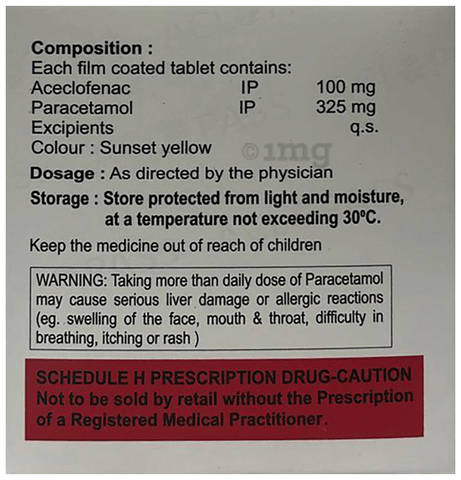 Composition :
Each film coated tablet contains:
Aceclofenac IP 100 mg
Paracetamol IP 325 mg
Excipients q.s.
Colour : Sunset yellow
©1mg
Dosage : As directed by the physician
Storage : Store protected from light and moisture,
at a temperature not exceeding 30ºC.
Keep the medicine out of reach of children
WARNING: Taking more than daily dose of Paracetamol
may cause serious liver damage or allergic reactions
(eg. swelling of the face, mouth & throat, difficulty in
breathing, itching or rash )
SCHEDULE H PRESCRIPTION DRUG-CAUTION
Not to be sold by retail without the Prescription
of a Registered Medical Practitioner.